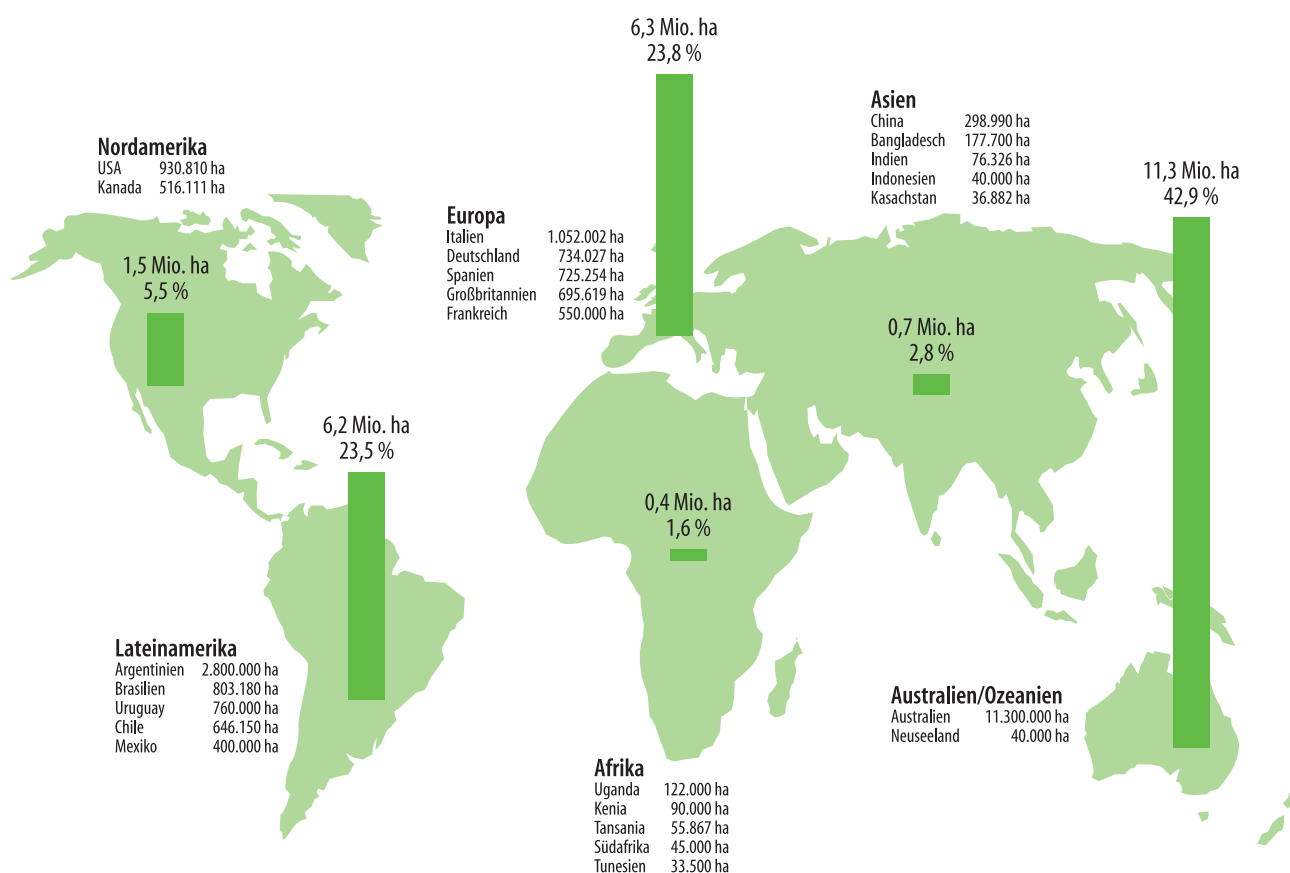 Nordamerika
USA 930.810 ha
Kanada 516.111 ha
1,5 Mio. ha
5,5 %
6,2 Mio. ha
23,5 %
Lateinamerika
Argentinien 2.800.000 ha
Brasilien 803.180 ha
Uruguay 760.000 ha
Chile 646.150 ha
Mexiko 400.000 ha
6,3 Mio. ha
23,8 %
Europa
Italien 1.052.002 ha
Deutschland 734.027 ha
Spanien 725.254 ha
Großbritannien 695.619 ha
Frankreich 550.000 ha
0,4 Mio. ha
1,6 %
Afrika
Uganda 122.000 ha
Kenia 90.000 ha
Tansania 55.867 ha
Südafrika 45.000 ha
Tunesien 33.500 ha
Asien
China 298.990 ha
Bangladesch 177.700 ha
Indien 76.326 ha
Indonesien 40.000 ha
Kasachstan 36.882 ha
0,7 Mio. ha
2,8 %
11,3 Mio. ha
42,9 %
Australien/Ozeanien
Australien 11.300.000 ha
Neuseeland 40.000 ha